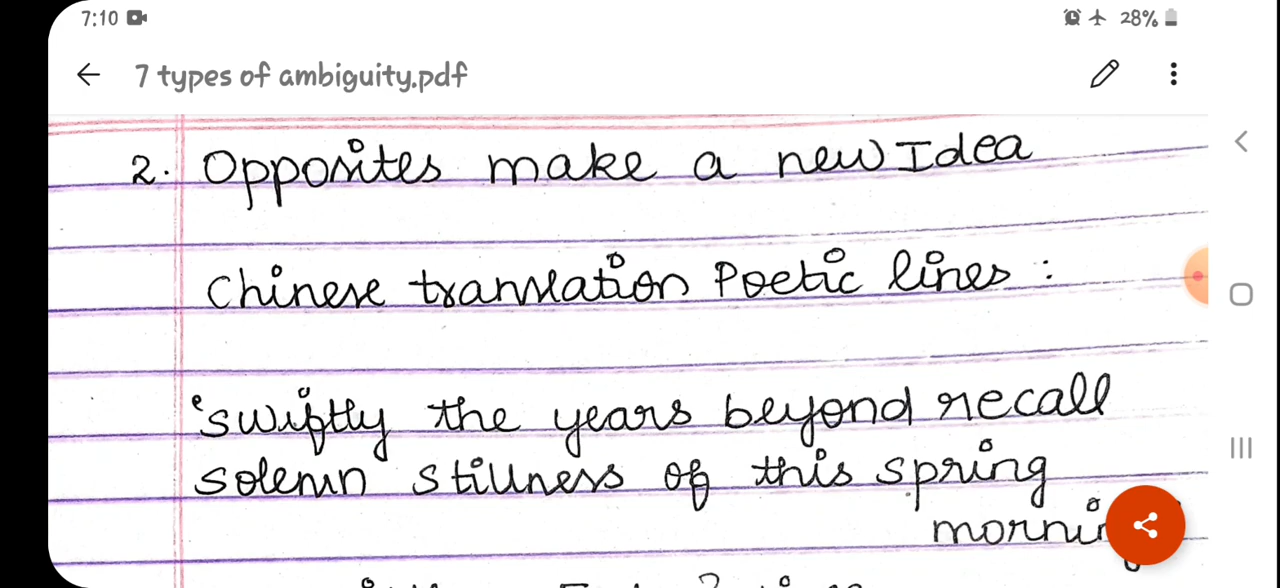 7:10
28%
7 types of ambiguity.pdf
2. Opposites make a new Idea
Chinese translation Poetic lines :
'swiftly the years beyond recall
solemn stillness of this spring